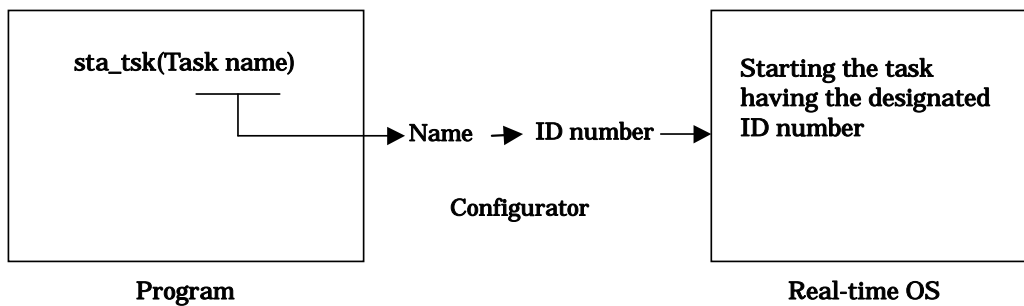 sta_tsk(Task name)
Name
ID number
Starting the task
having the designated
ID number
Configurator
Program
Real-time OS